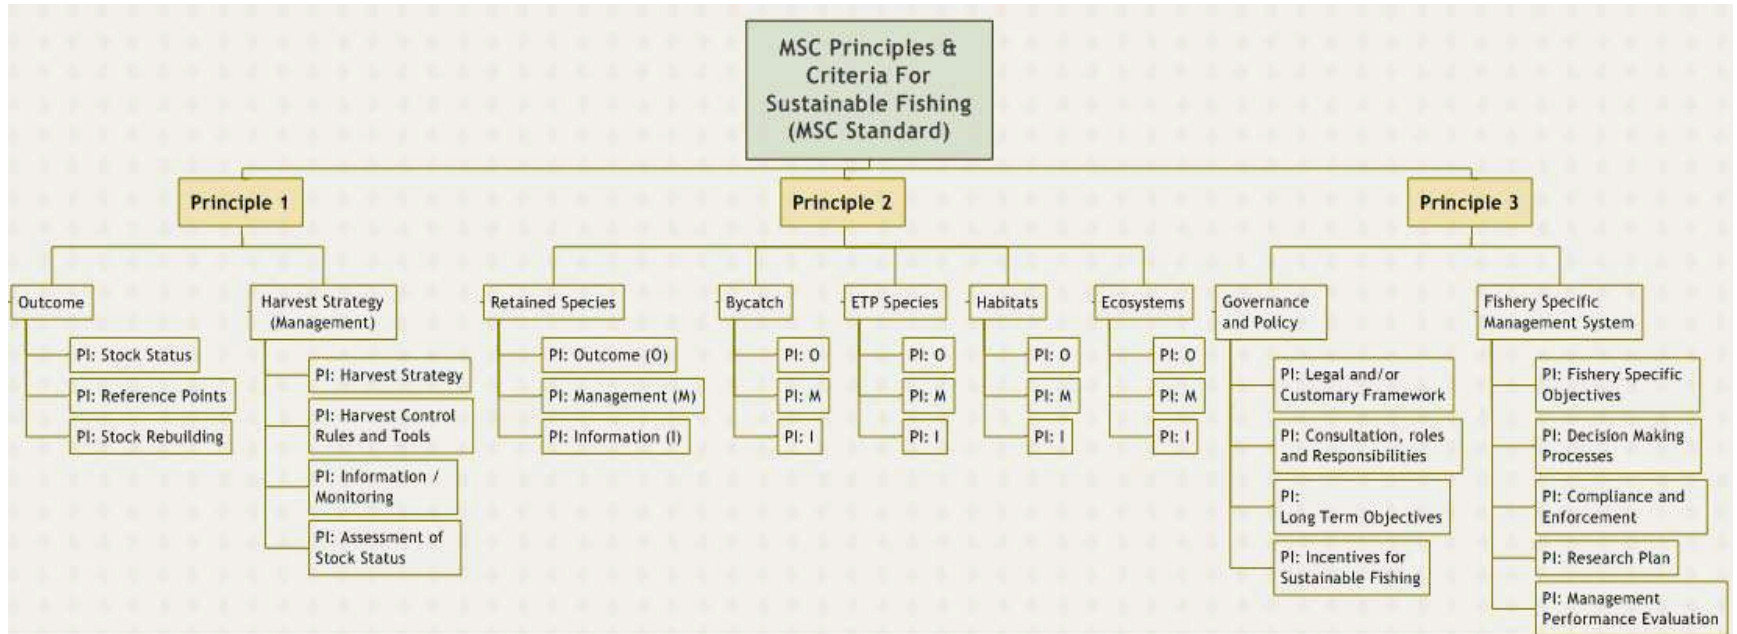 MSC Principles &
Criteria For
Sustainable Fishing
(MSC Standard)
Principle 1
Principle 2
Principle 3
Outcome
PI: Stock Status
PI: Reference Points
PI: Stock Rebuilding
Harvest Strategy
(Management)
PI: Harvest Strategy
PI: Harvest Control
Rules and Tools
PI: Information /
Monitoring
PI: Assessment of
Stock Status
Retained Species
PI: Outcome (O)
PI: Management (M)
PI: Information (I)
Bycatch
PI: O
PI: M
PI: I
ETP Species
PI: O
PI: M
PI: I
Habitats
PI: O
PI: M
PI: I
Ecosystems
PI: O
PI: M
PI: I
Governance
and Policy
PI: Legal and/or
Customary Framework
PI: Consultation, roles
and Responsibilities
PI:
Long Term Objectives
PI: Incentives for
Sustainable Fishing
Fishery Specific
Management System
PI: Fishery Specific
Objectives
PI: Decision Making
Processes
PI: Compliance and
Enforcement
PI: Research Plan
PI: Management
Performance Evaluation